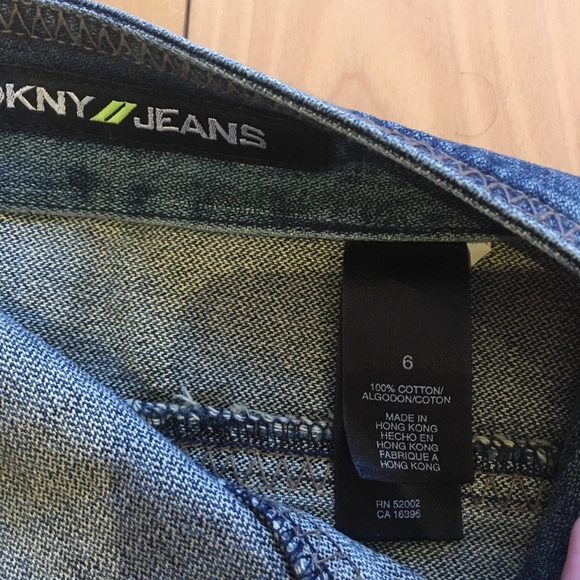 DKNY//JEANS
6
100% COTTON/
ALGODON/COTON
MADE IN
HONG KONG
HECHO EN
HONG KONG
FABRIQUE A
HONG KONG
RN 52002
CA 16396